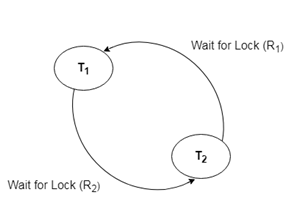 Wait for Lock (R₁)
T₁
T₂
Wait for Lock (R₂)